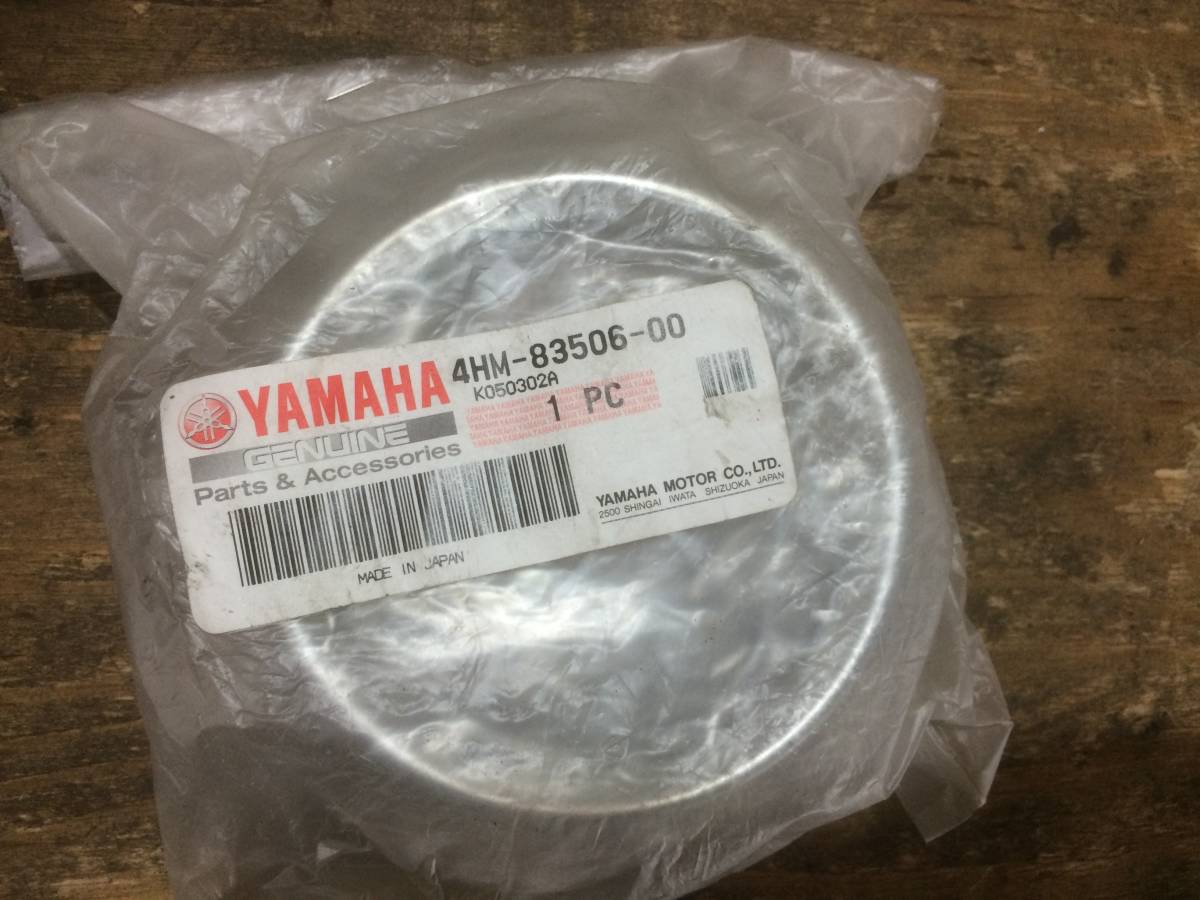 4HM-83506-00
YAMAHA
K050302A
1 PC
GENUINE
Parts & Accessories
YAMAHA MOTOR CO.,LTD.
2500 SHINGAI IWATA SHIZUOKA JAPAN
MADE IN JAPAN